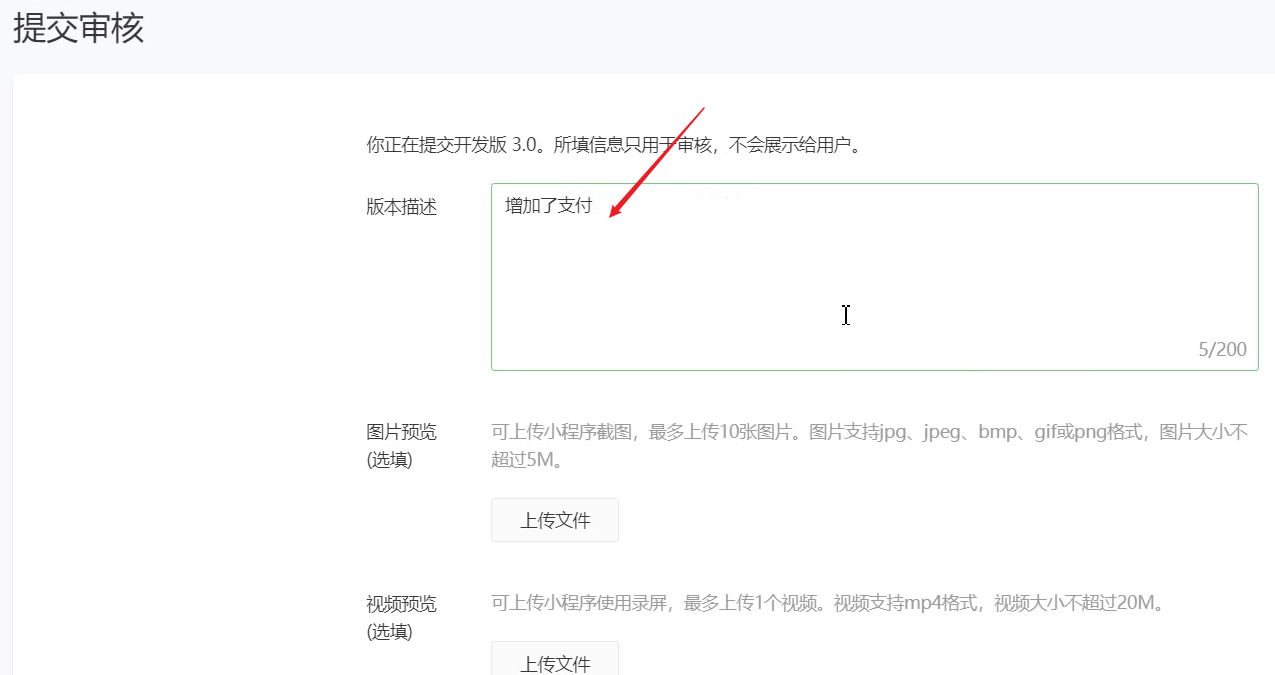 提交审核
你正在提交开发版 3.0。所填信息只用于审核，不会展示给用户。
版本描述
增加了支付
5/200
图片预览
(选填)
可上传小程序截图，最多上传10张图片。图片支持jpg、jpeg、bmp、gif或png格式，图片大小不
超过5M。
上传文件
视频预览
(选填)
可上传小程序使用录屏，最多上传1个视频。视频支持mp4格式，视频大小不超过20M。
上传文件